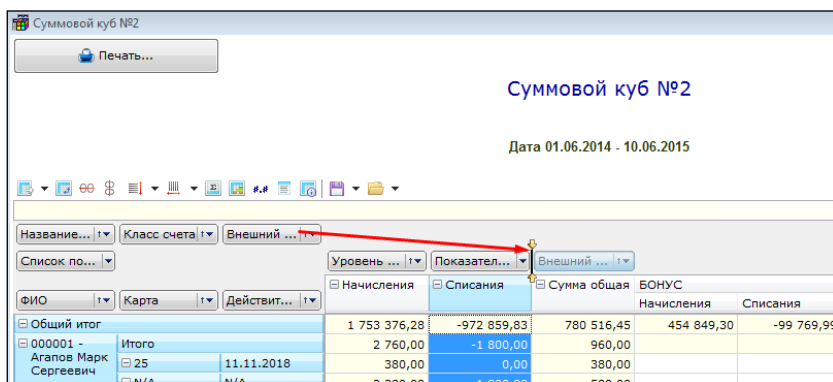 Суммовой куб №2
Печать...
Суммовой куб №2
Дата 01.06.2014 - 10.06.2015
Название... Класс счета Внешний ...
Список по... Уровень ... Показател... Внешний ...
Начисления Списания Сумма общая БОНУС
ФИО Карта Действит... Начисления Списания
Общий итог 1 753 376,28 -972 859,83 780 516,45 454 849,30 -99 769,99
000001 - Итого 2 760,00 -1 800,00 960,00
Агапов Марк 25 11.11.2018 380,00 0,00 380,00
Сергеевич
N/A N/A